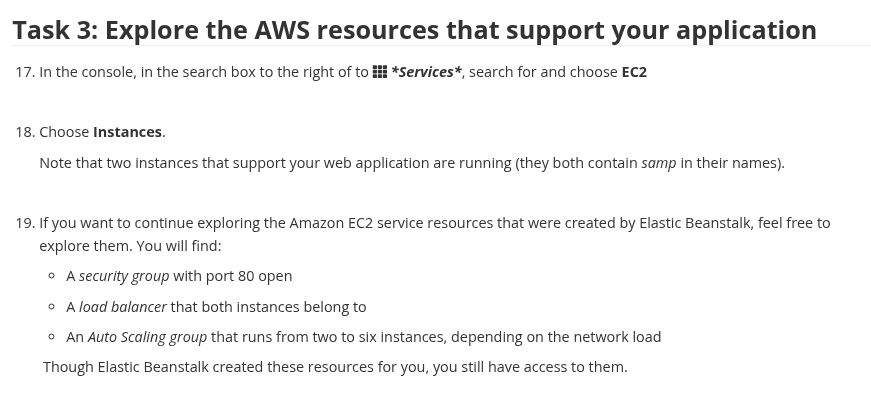 Task 3: Explore the AWS resources that support your application
17. In the console, in the search box to the right of to *Services*, search for and choose EC2
18. Choose Instances.
Note that two instances that support your web application are running (they both contain samp in their names).
19. If you want to continue exploring the Amazon EC2 service resources that were created by Elastic Beanstalk, feel free to
explore them. You will find:
A security group with port 80 open
A load balancer that both instances belong to
An Auto Scaling group that runs from two to six instances, depending on the network load
Though Elastic Beanstalk created these resources for you, you still have access to them.